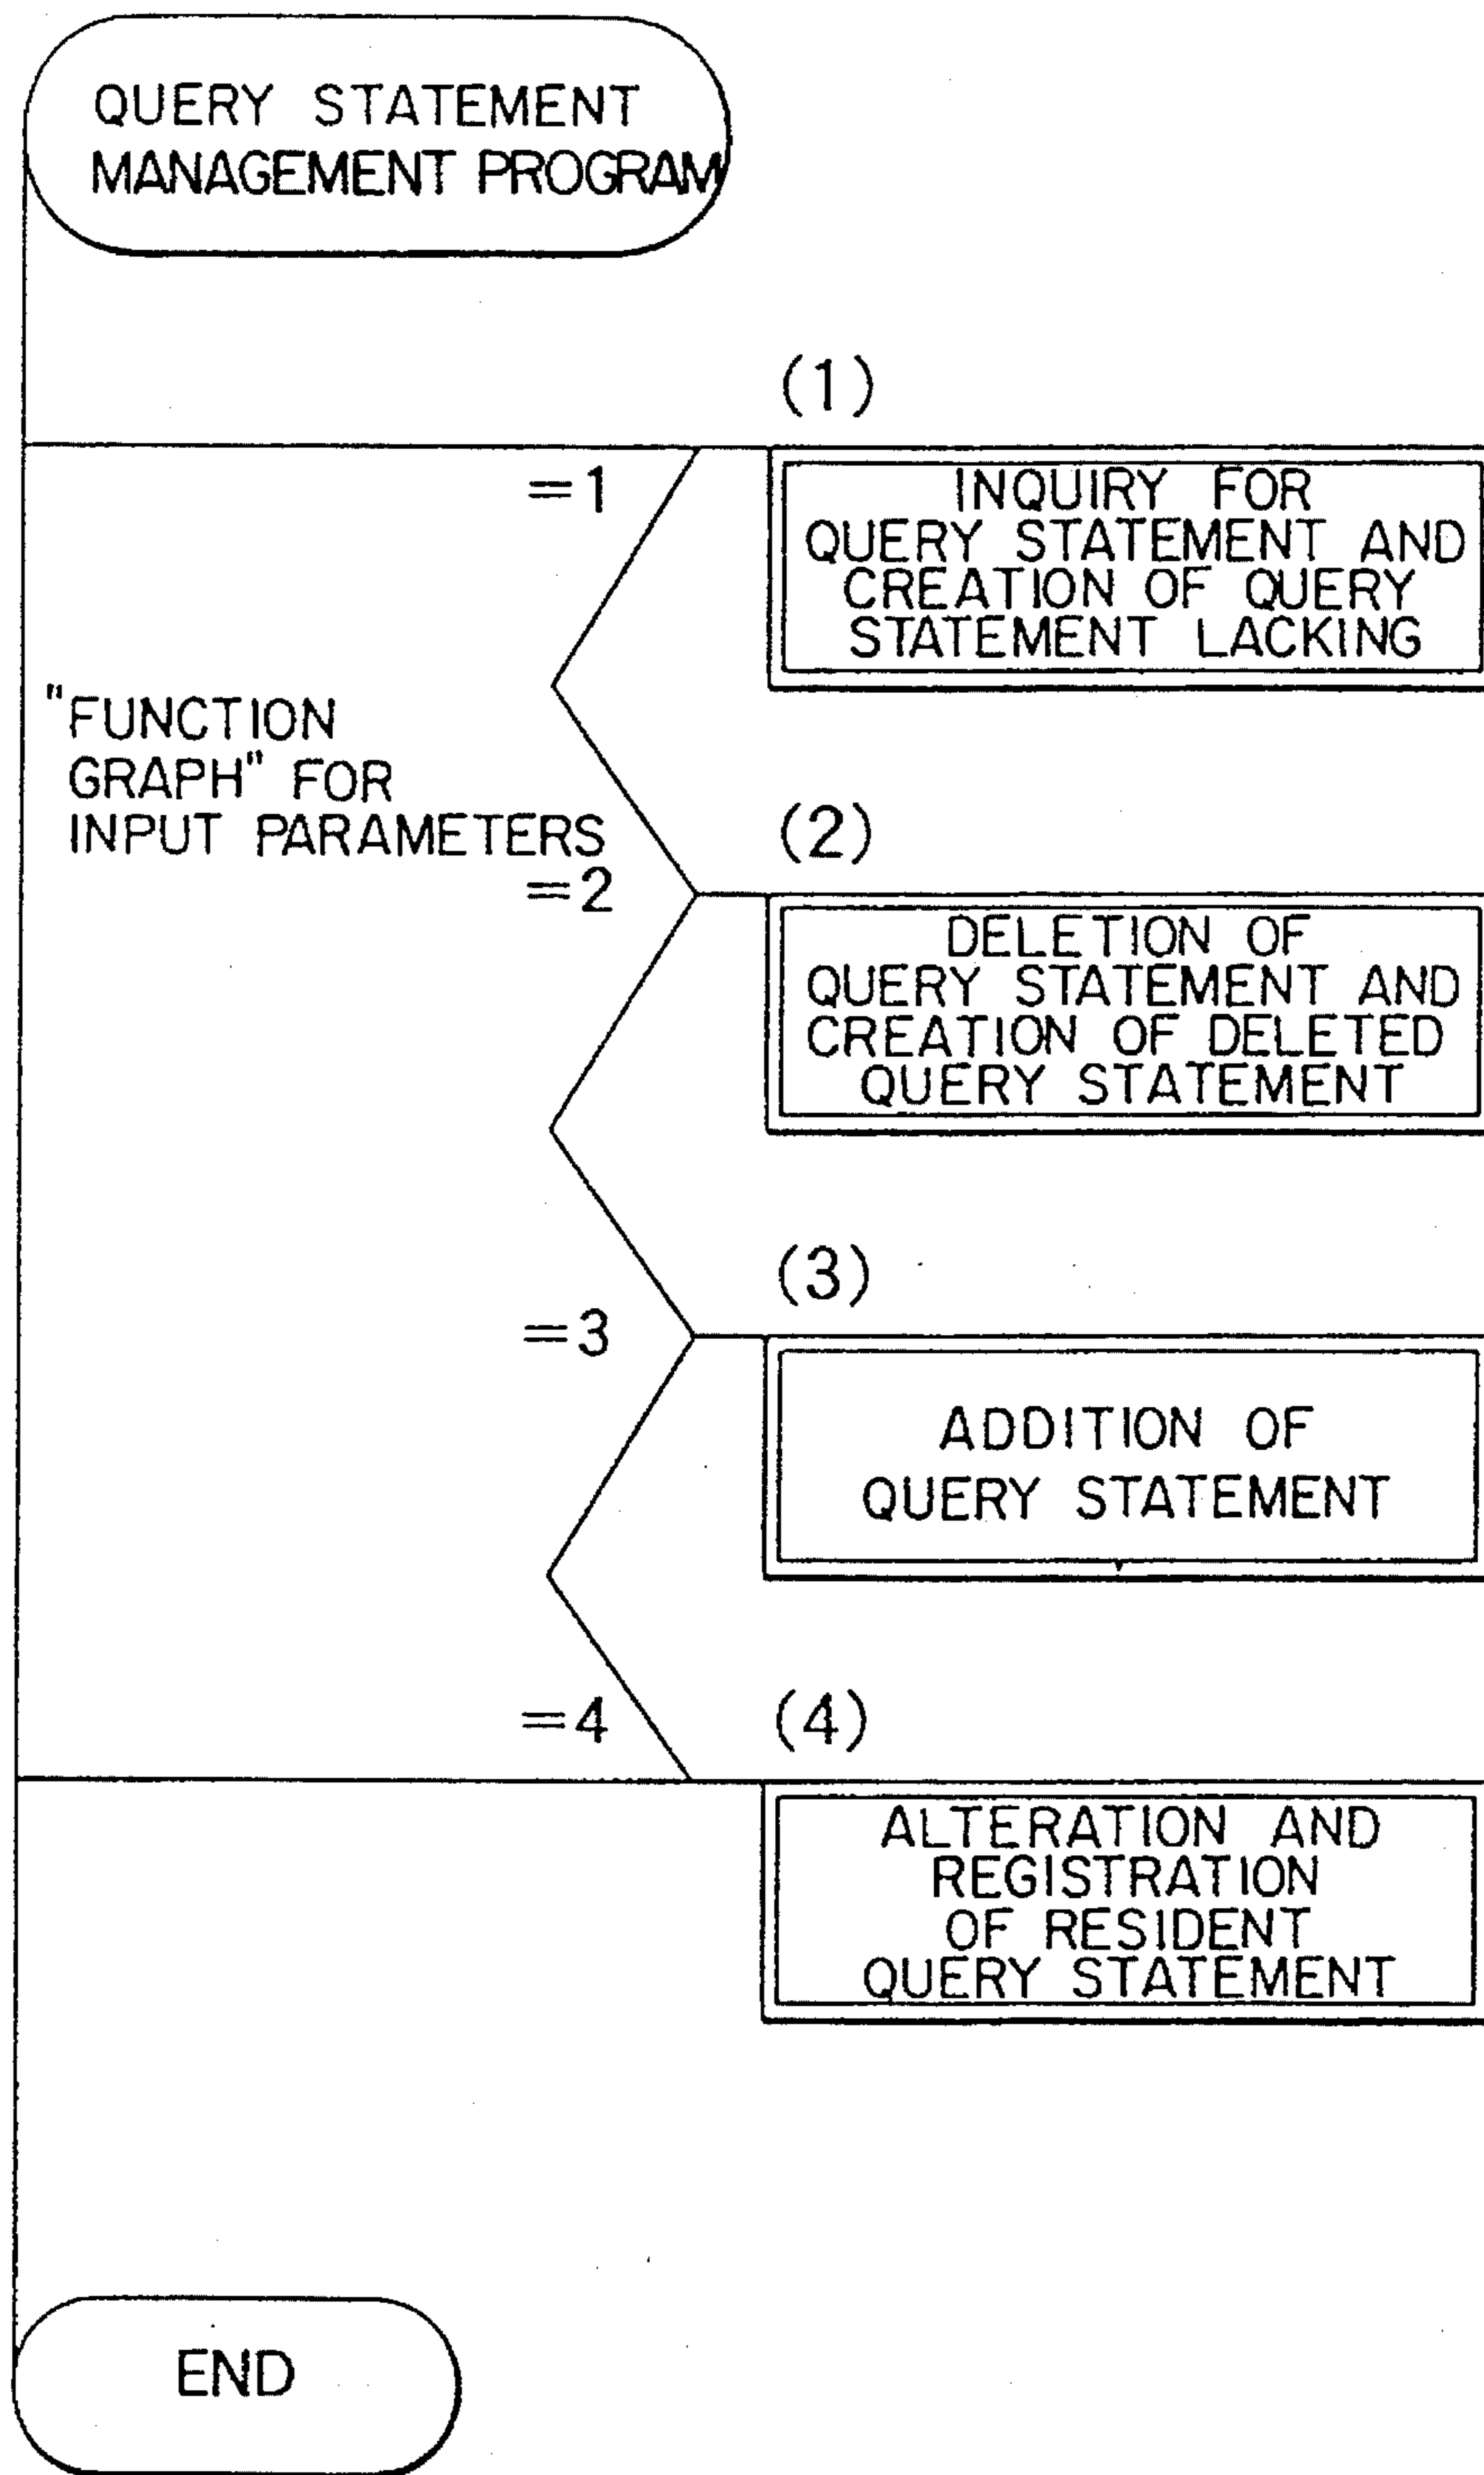 QUERY STATEMENT
MANAGEMENT PROGRAM
(1)
=1
INQUIRY FOR
QUERY STATEMENT AND
CREATION OF QUERY
STATEMENT LACKING
"FUNCTION
GRAPH" FOR
INPUT PARAMETERS
(2)
=2
DELETION OF
QUERY STATEMENT AND
CREATION OF DELETED
QUERY STATEMENT
(3)
=3
ADDITION OF
QUERY STATEMENT
=4
(4)
ALTERATION AND
REGISTRATION
OF RESIDENT
QUERY STATEMENT
END